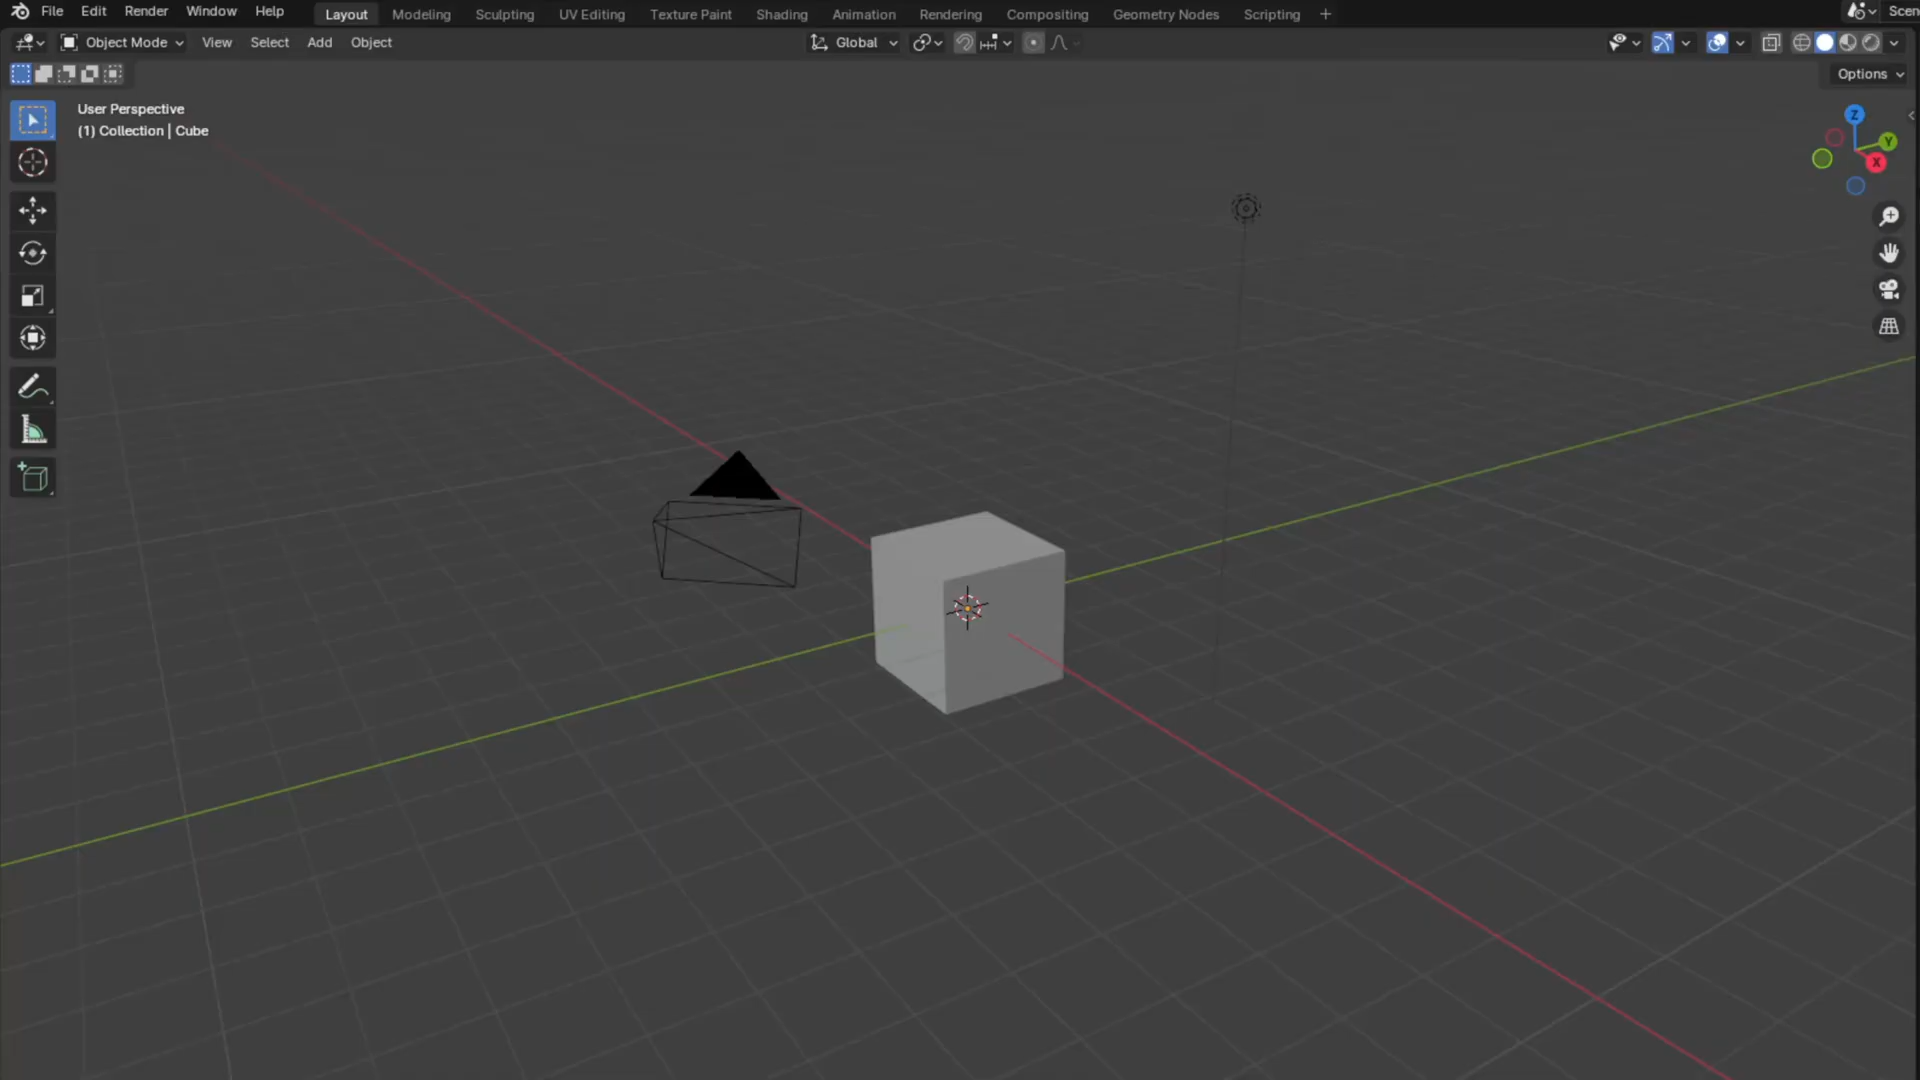 File Edit Render Window Help Layout Modeling Sculpting UV Editing Texture Paint Shading Animation Rendering Compositing Geometry Nodes Scripting + Scen
Object Mode View Select Add Object Global
Options
User Perspective
(1) Collection | Cube
Z
Y
X